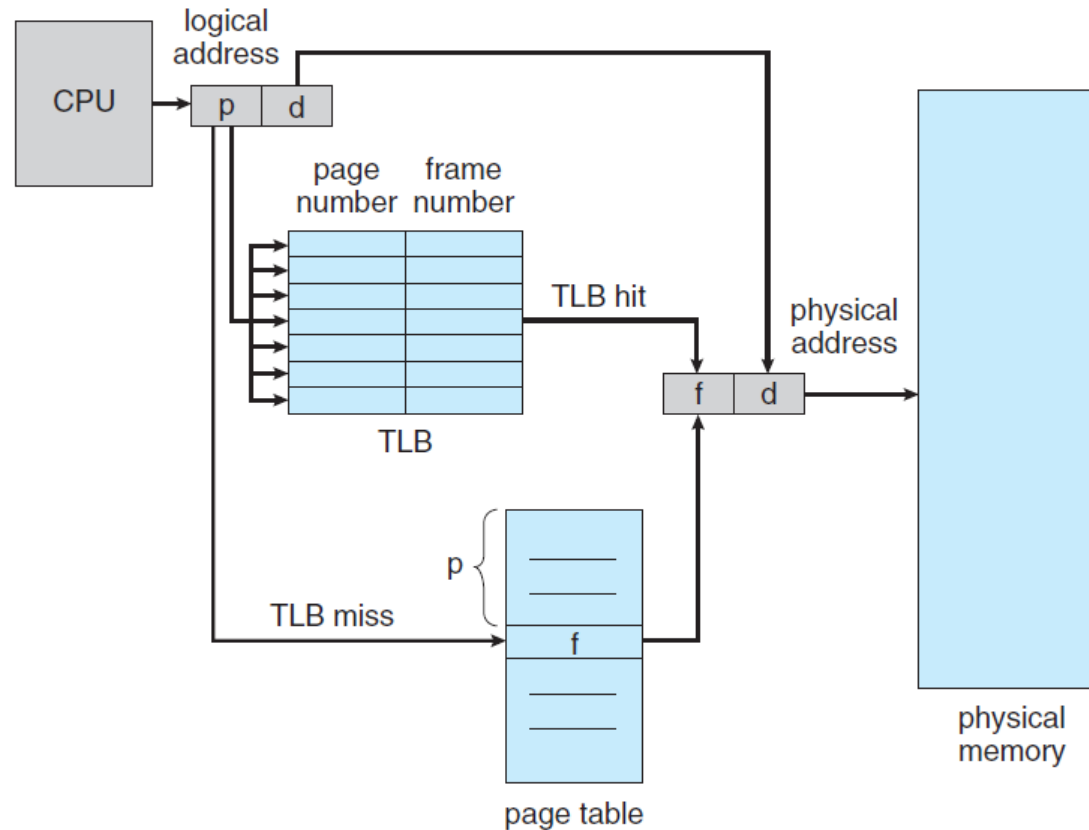 logical
address
CPU
p
d
page
number
frame
number
TLB hit
physical
address
f
d
TLB
p
TLB miss
f
page table
physical
memory